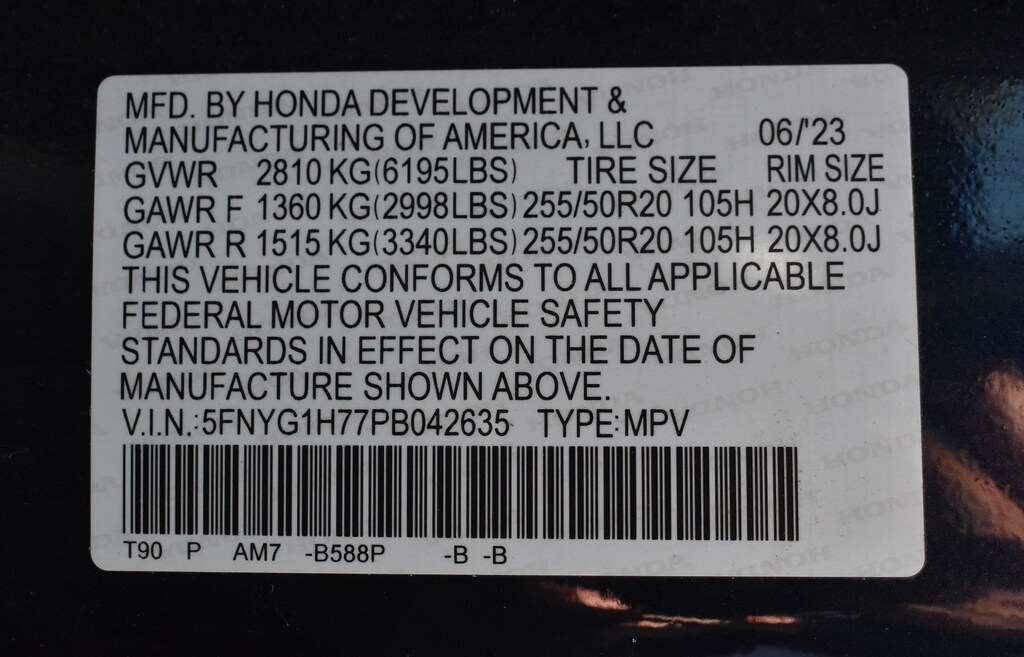 MFD. BY HONDA DEVELOPMENT &
MANUFACTURING OF AMERICA, LLC 06/'23
GVWR 2810 KG(6195LBS) TIRE SIZE RIM SIZE
GAWR F 1360 KG(2998LBS) 255/50R20 105H 20X8.0J
GAWR R 1515 KG(3340LBS) 255/50R20 105H 20X8.0J
THIS VEHICLE CONFORMS TO ALL APPLICABLE
FEDERAL MOTOR VEHICLE SAFETY
STANDARDS IN EFFECT ON THE DATE OF
MANUFACTURE SHOWN ABOVE.
V.I.N.:5FNYG1H77PB042635 TYPE:MPV
T90 P AM7 -B588P -B -B